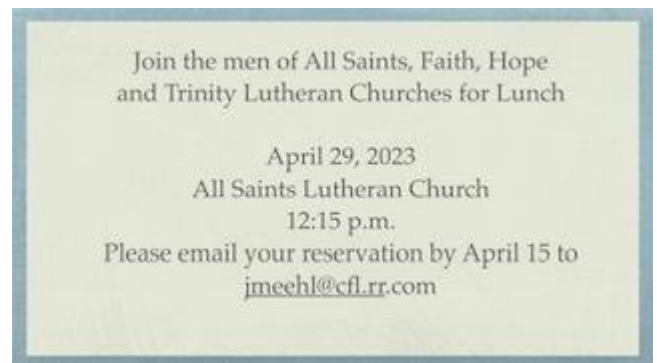 Join the men of All Saints, Faith, Hope
and Trinity Lutheran Churches for Lunch
April 29, 2023
All Saints Lutheran Church
12:15 p.m.
Please email your reservation by April 15 to
jmeehl@cfl.rr.com